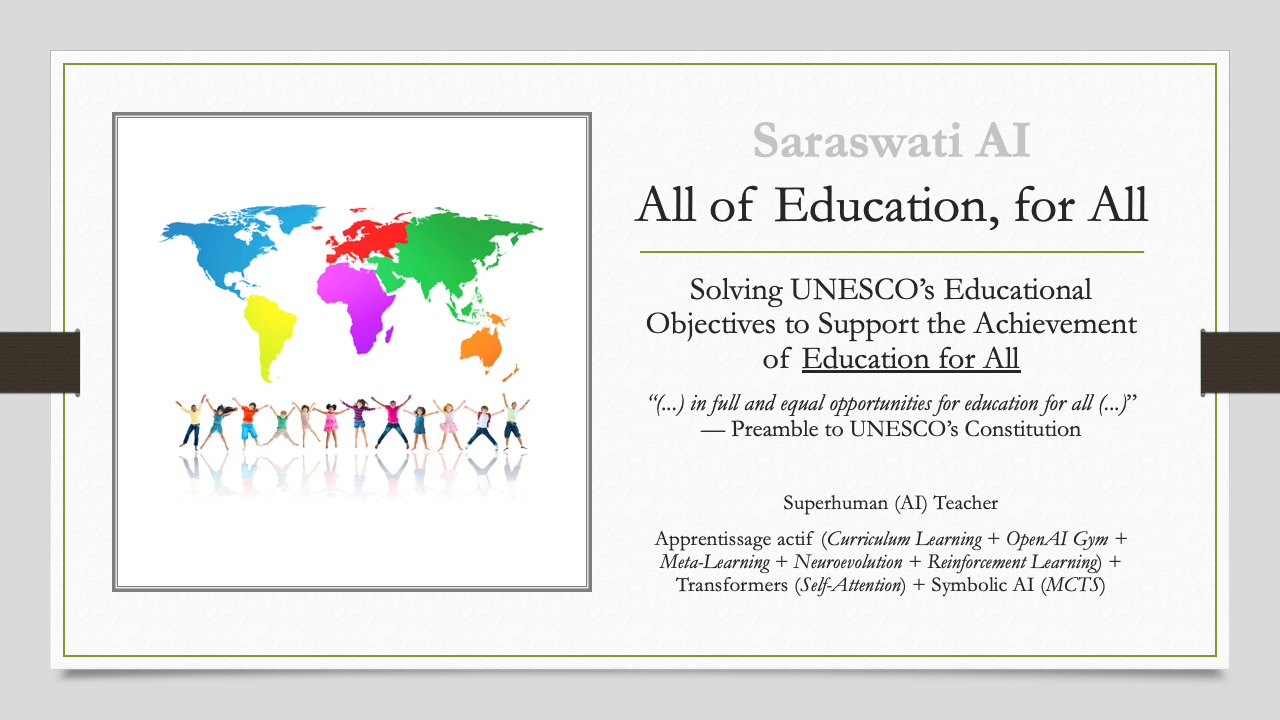 Saraswati AI
All of Education, for All
Solving UNESCO’s Educational
Objectives to Support the Achievement
of Education for All
“(...) in full and equal opportunities for education for all (...)”
— Preamble to UNESCO’s Constitution
Superhuman (AI) Teacher
Apprentissage actif (Curriculum Learning + OpenAI Gym +
Meta-Learning + Neuroevolution + Reinforcement Learning) +
Transformers (Self-Attention) + Symbolic AI (MCTS)